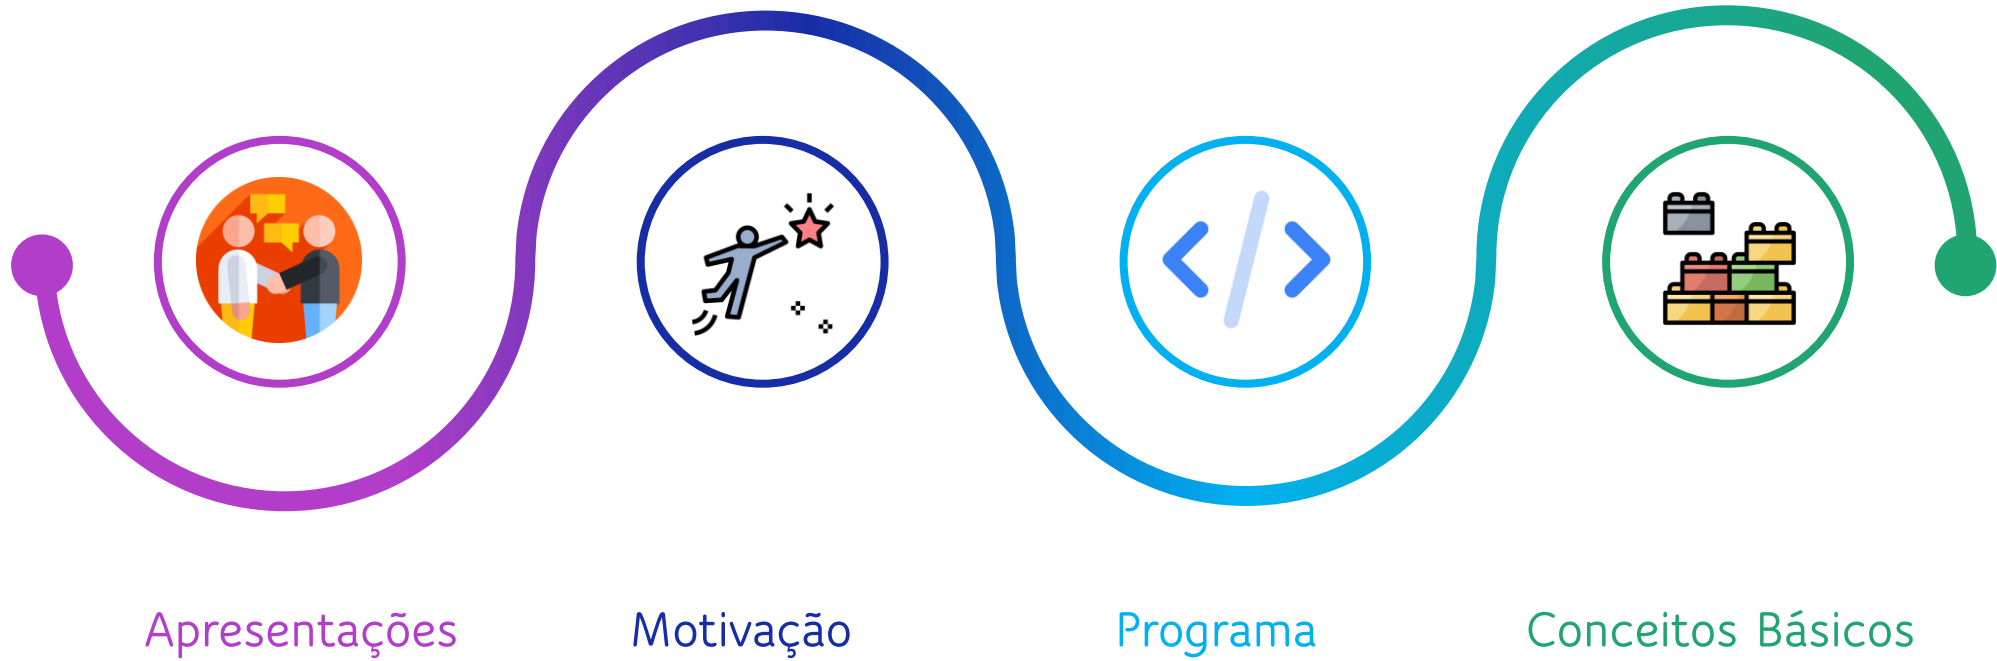 Apresentações
Motivação
Programa
Conceitos Básicos